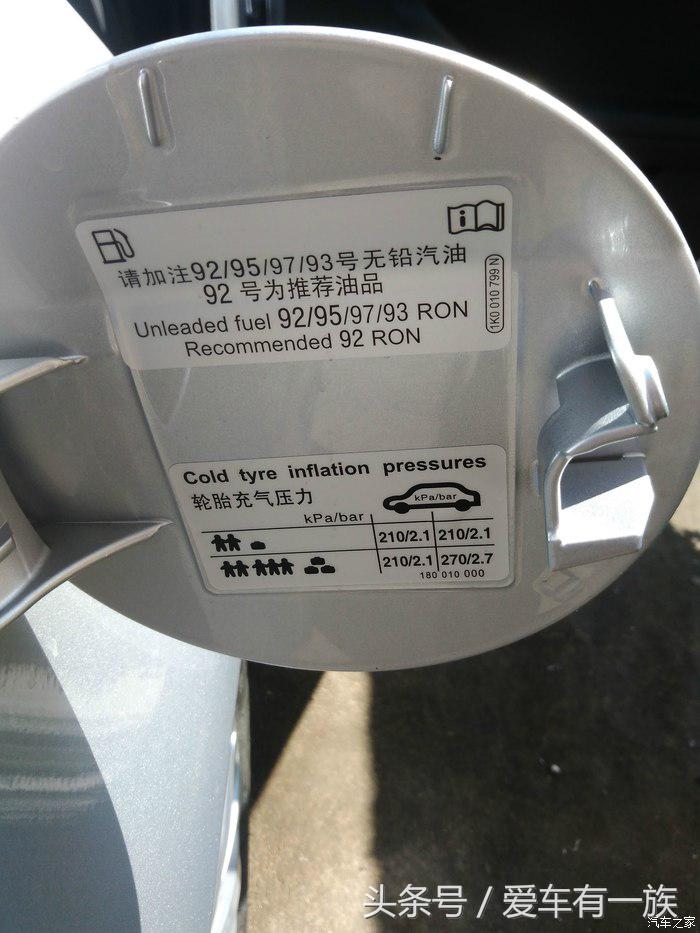 请加注92/95/97/93号无铅汽油
92 号为推荐油品
Unleaded fuel 92/95/97/93 RON
Recommended 92 RON
1K0 010 799 N
Cold tyre inflation pressures
轮胎充气压力
kPa/bar
kPa/bar
210/2.1 210/2.1
210/2.1 270/2.7
180 010 000
头条号 / 爱车有一族
汽车之家